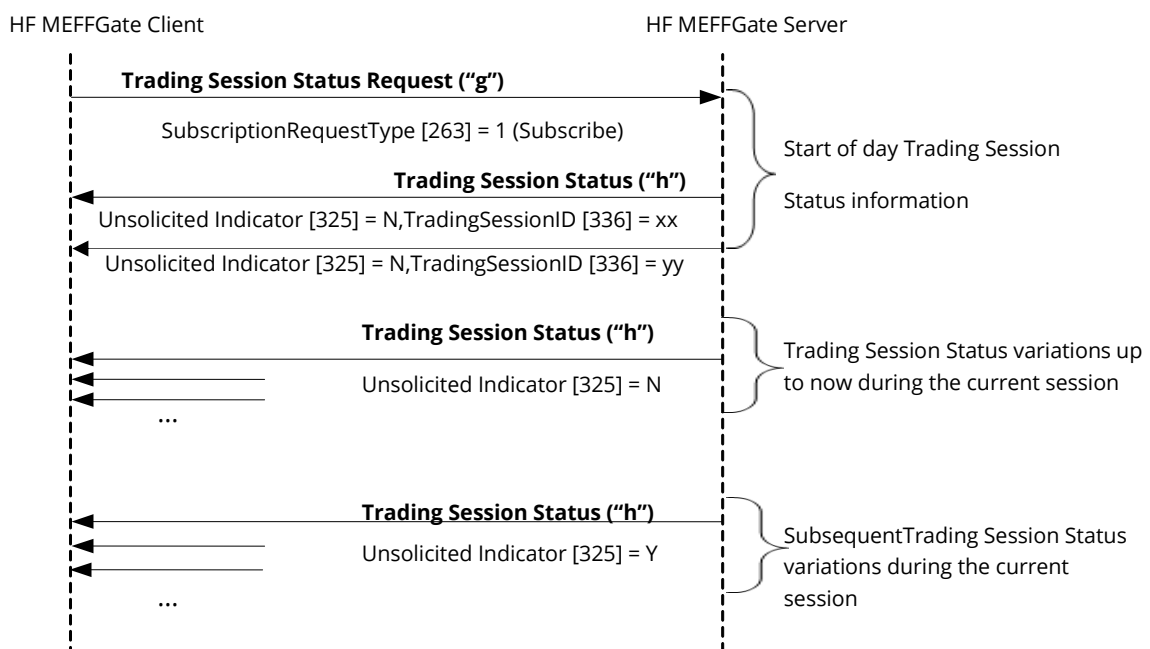 HF MEFFGate Client
HF MEFFGate Server
Trading Session Status Request (“g”)
SubscriptionRequestType [263] = 1 (Subscribe)
Start of day Trading Session
Status information
Trading Session Status (“h”)
Unsolicited Indicator [325] = N,TradingSessionID [336] = xx
Unsolicited Indicator [325] = N,TradingSessionID [336] = yy
Trading Session Status (“h”)
Unsolicited Indicator [325] = N
...
Trading Session Status variations up
to now during the current session
Trading Session Status (“h”)
Unsolicited Indicator [325] = Y
...
SubsequentTrading Session Status
variations during the current
session